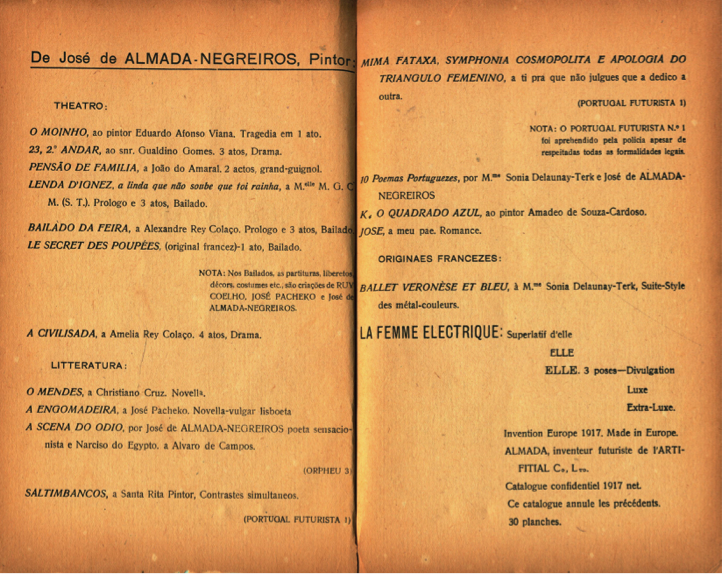 De José de ALMADA-NEGREIROS, Pintor:
THEATRO:
O MOINHO, ao pintor Eduardo Afonso Viana. Tragedia em 1 ato.
23, 2.º ANDAR, ao snr. Gualdino Gomes. 3 atos, Drama.
PENSÃO DE FAMILIA, a João do Amaral. 2 actos, grand-guignol.
LENDA D'IGNEZ, a linda que não soube que foi rainha, a M.elle M. G. C
M. (S. T.). Prologo e 3 atos, Bailado.
BAILADO DA FEIRA, a Alexandre Rey Colaço. Prologo e 3 atos, Bailado
LE SECRET DES POUPÉES, (original francez)-1 ato, Bailado.
NOTA: Nos Bailados, as partituras, libretos
décors, costumes etc., são criações de RUY
COELHO, JOSÉ PACHEKO e José de
ALMADA-NEGREIROS.
A CIVILISADA, a Amelia Rey Colaço. 4 atos, Drama.
LITTERATURA:
O MENDES, a Christiano Cruz. Novella.
A ENGOMADEIRA, a José Pacheko. Novella-vulgar lisboeta
A SCENA DO ODIO, por José de ALMADA-NEGREIROS poeta sensacio-
nista e Narciso do Egypto. a Alvaro de Campos.
(ORPHEU 3)
SALTIMBANCOS, a Santa Rita Pintor, Contrastes simultaneos.
(PORTUGAL FUTURISTA 1)
MIMA FATAXA, SYMPHONIA COSMOPOLITA E APOLOGIA DO
TRIANGULO FEMENINO, a ti pra que não julgues que a dedico a
outra.
(PORTUGAL FUTURISTA 1)
NOTA: O PORTUGAL FUTURISTA N.º 1
foi aprehendido pela policia apesar de
respeitadas todas as formalidades legais.
10 Poemas Portuguezes, por M.me Sonia Delaunay-Terk e José de ALMADA-
NEGREIROS
K, O QUADRADO AZUL, ao pintor Amadeo de Souza-Cardoso.
JOSE, a meu pae. Romance.
ORIGINAES FRANCEZES:
BALLET VERONÈSE ET BLEU, à M.me Sonia Delaunay-Terk, Suite-Style
des métal-couleurs.
LA FEMME ELECTRIQUE: Superlatif d'elle
ELLE
ELLE. 3 poses—Divulgation
Luxe
Extra-Luxe.
Invention Europe 1917. Made in Europe.
ALMADA, inventeur futuriste de l'ARTI-
FITIAL Co, LTD.
Catalogue confidentiel 1917 net.
Ce catalogue annule les précédents.
30 planches.